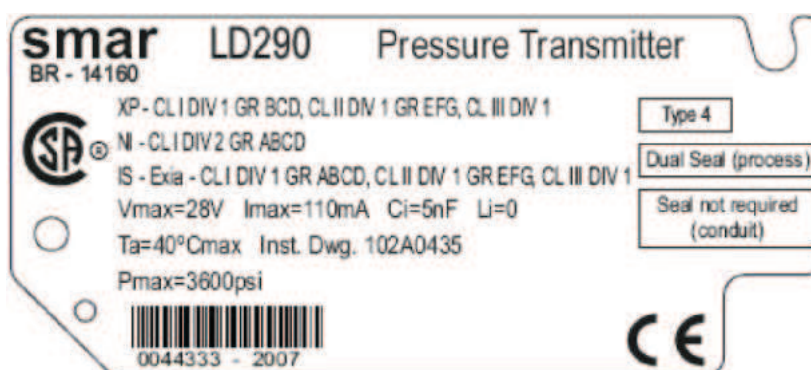 smar LD290 Pressure Transmitter
BR - 14160
XP - CL I DIV 1 GR BCD, CL II DIV 1 GR EFG, CL III DIV 1
Type 4
SA ®
NI - CL I DIV 2 GR ABCD
Dual Seal (process)
IS - Exia - CL I DIV 1 GR ABCD, CL II DIV 1 GR EFG, CL III DIV 1
Vmax=28V Imax=110mA Ci=5nF Li=0
Seal not required
(conduit)
Ta=40ºCmax Inst. Dwg. 102A0435
Pmax=3600psi
0044333 - 2007
CE